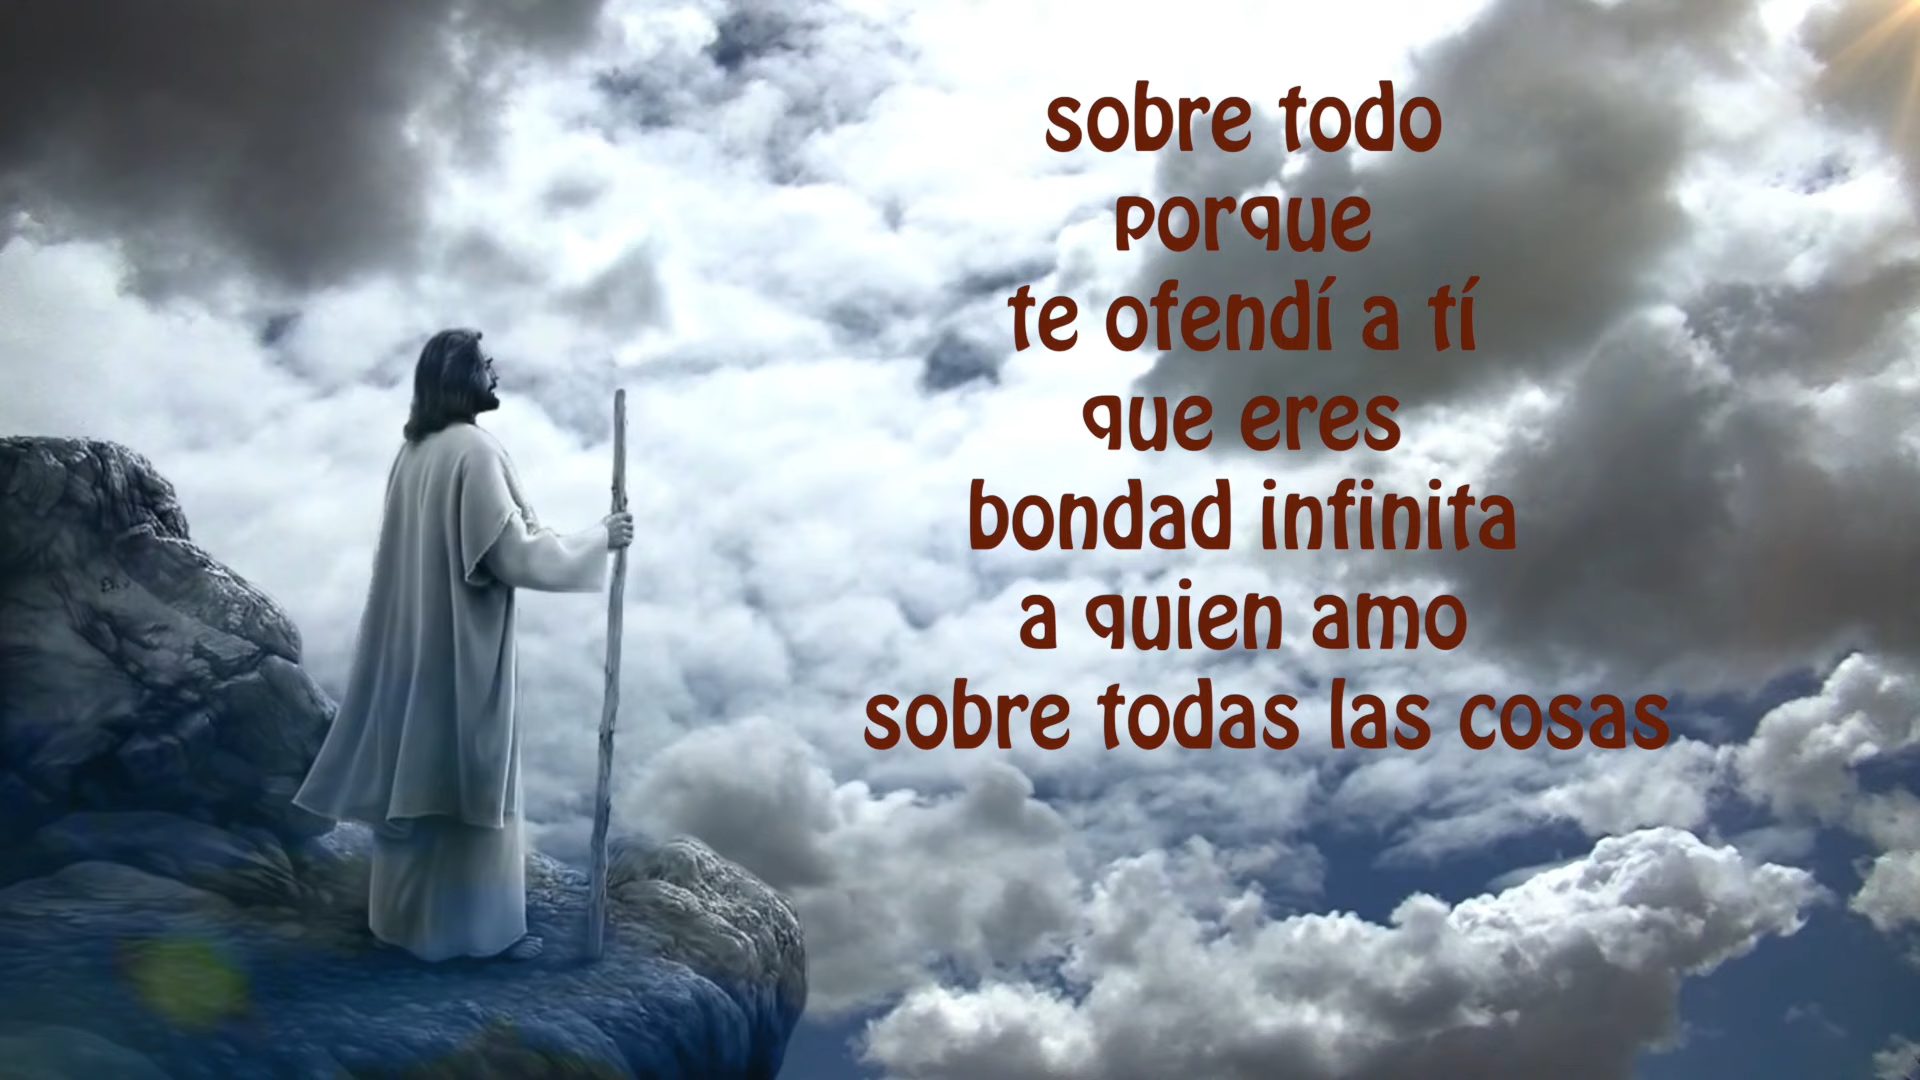 sobre todo
porque
te ofendí a tí
que eres
bondad infinita
a quien amo
sobre todas las cosas